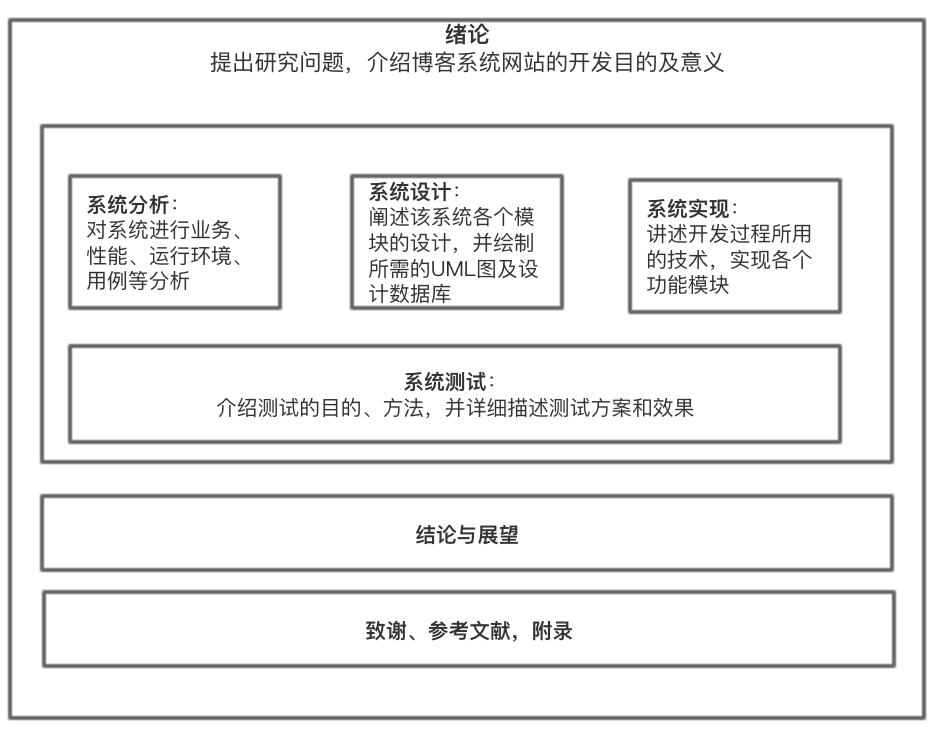 绪论
提出研究问题，介绍博客系统网站的开发目的及意义
系统分析：
对系统进行业务、
性能、运行环境、
用例等分析
系统设计：
阐述该系统各个模
块的设计，并绘制
所需的UML图及设
计数据库
系统实现：
讲述开发过程所用
的技术，实现各个
功能模块
系统测试：
介绍测试的目的、方法，并详细描述测试方案和效果
结论与展望
致谢、参考文献，附录